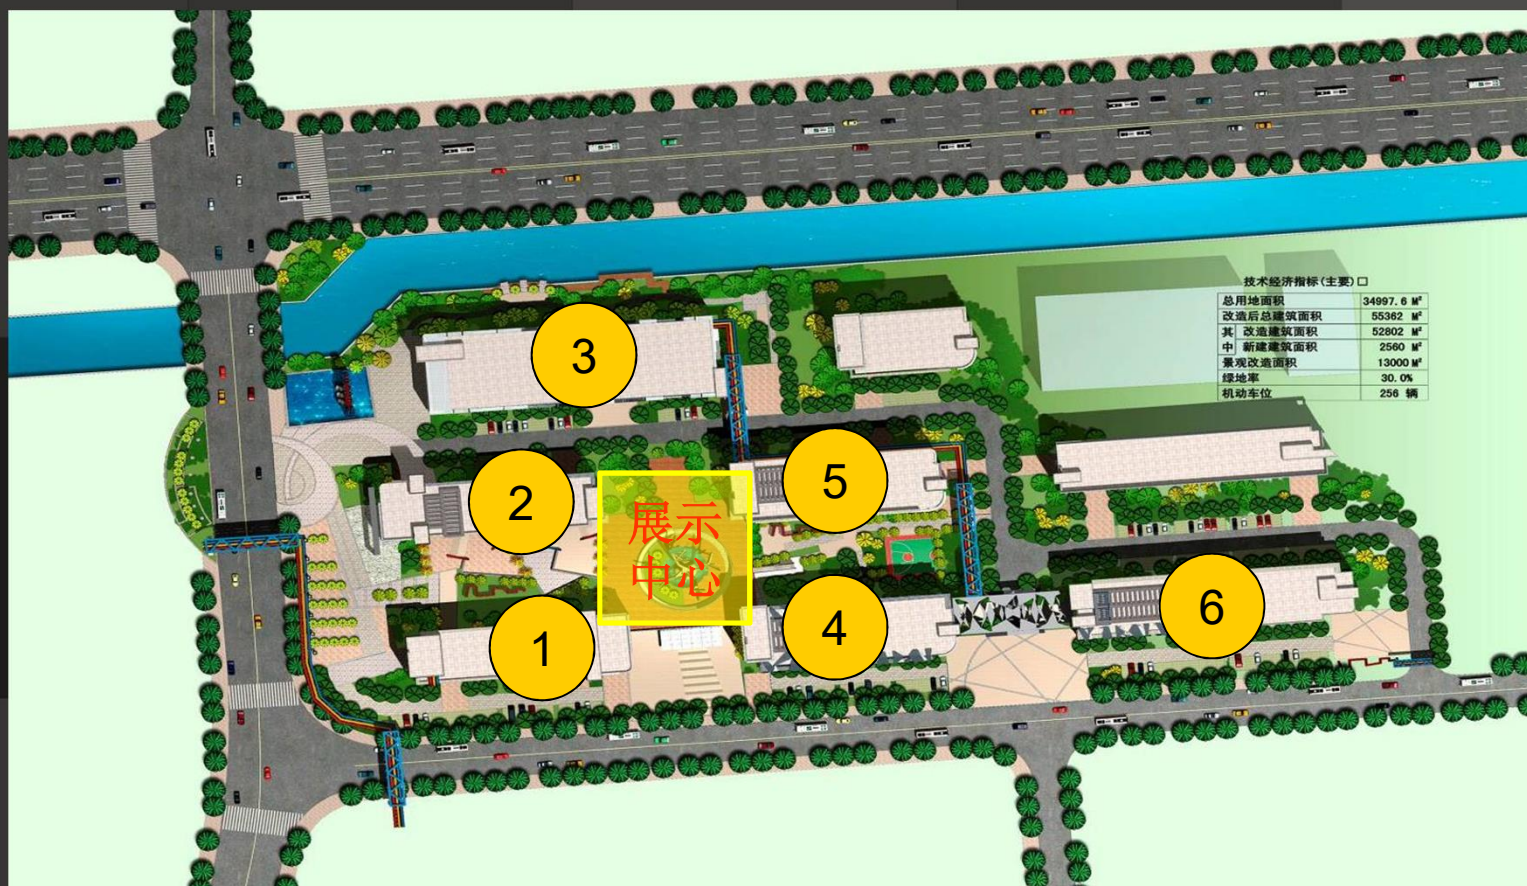 技术经济指标(主要)口
总用地面积 34997.6 M²
改造后总建筑面积 55362 M²
其 改造建筑面积 52802 M²
中 新建建筑面积 2560 M²
景观改造面积 13000 M²
绿地率 30.0%
机动车位 256 辆
3
5
2
展示
中心
6
4
1